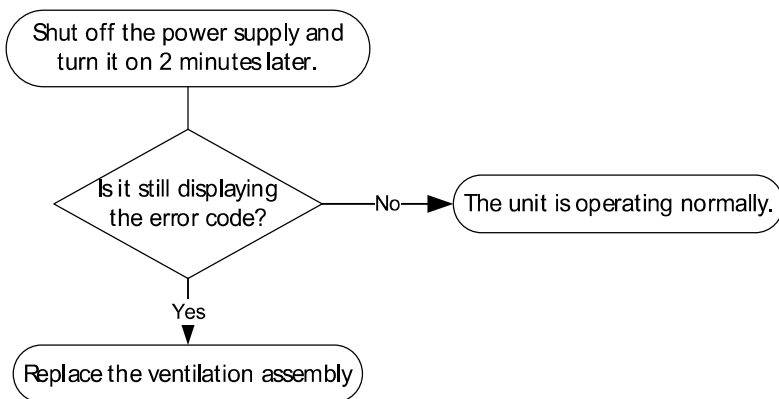 Shut off the power supply and
turn it on 2 minutes later.
Is it still displaying
the error code?
No
The unit is operating normally.
Yes
Replace the ventilation assembly